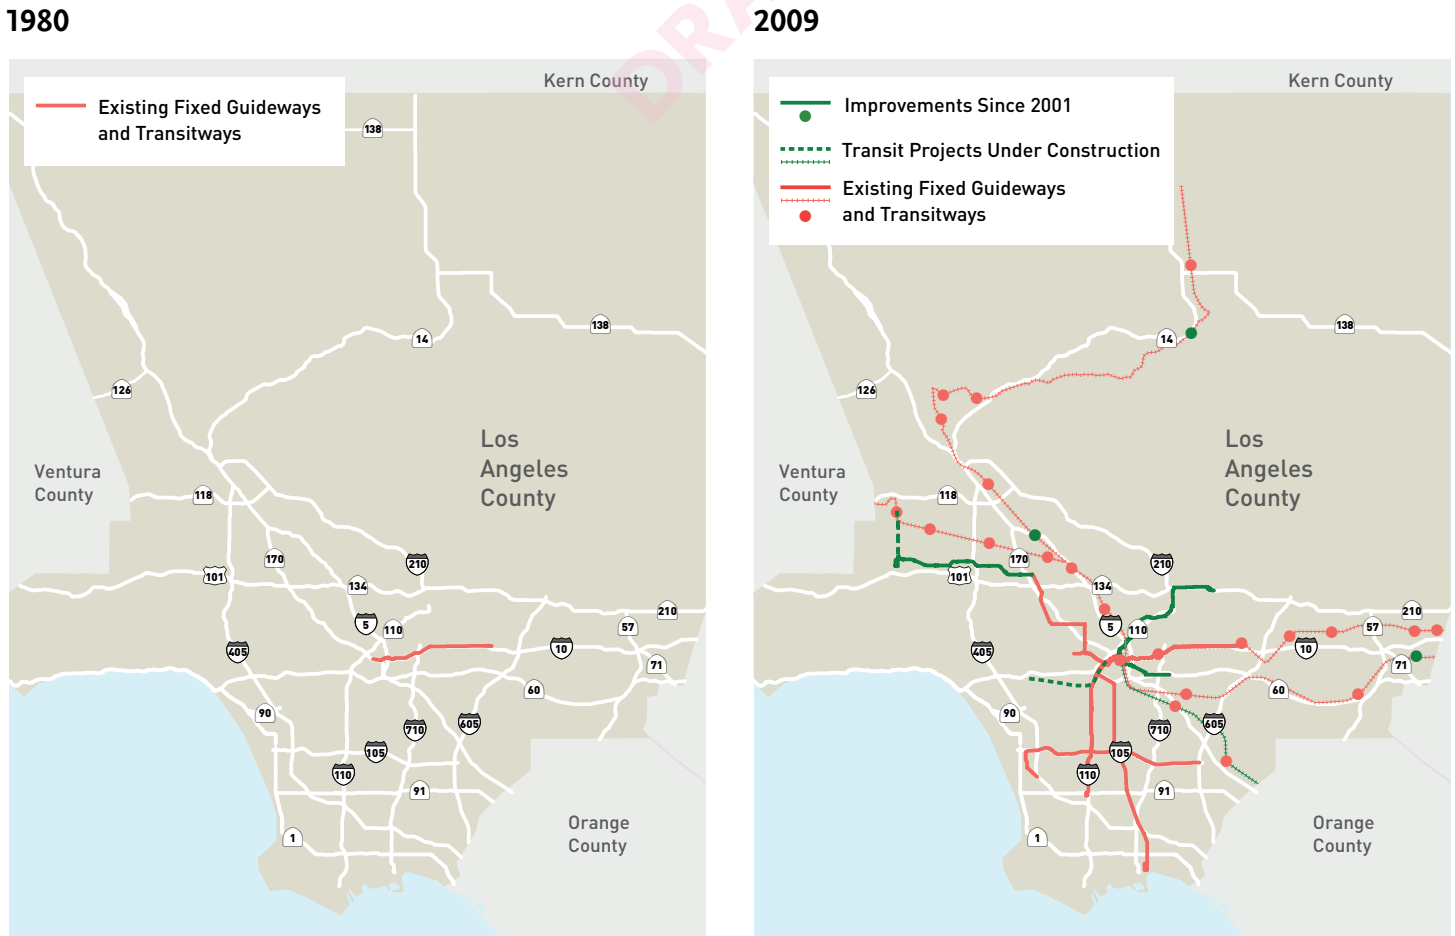 1980
2009
DRA
Existing Fixed Guideways
and Transitways
Kern County
138
14
138
126
Los
Angeles
County
Ventura
County
118
170
210
101
134
5
110
210
57
405
10
71
60
90
710
605
105
110
91
1
Orange
County
Improvements Since 2001
Transit Projects Under Construction
Existing Fixed Guideways
and Transitways
Kern County
14
138
126
Los
Angeles
County
Ventura
County
118
170
210
101
134
5
110
210
57
405
10
71
60
90
710
605
105
110
91
1
Orange
County